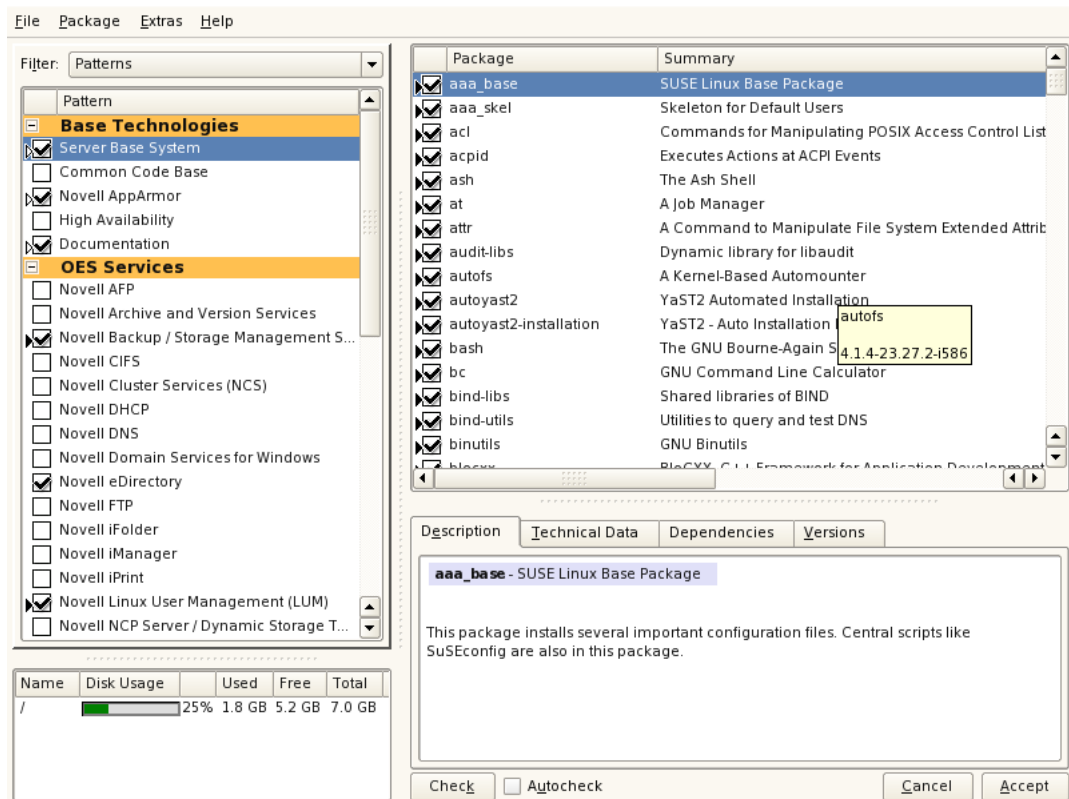 File Package Extras Help
Filter: Patterns
Pattern
Base Technologies
Server Base System
Common Code Base
Novell AppArmor
High Availability
Documentation
OES Services
Novell AFP
Novell Archive and Version Services
Novell Backup / Storage Management S...
Novell CIFS
Novell Cluster Services (NCS)
Novell DHCP
Novell DNS
Novell Domain Services for Windows
Novell eDirectory
Novell FTP
Novell iFolder
Novell iManager
Novell iPrint
Novell Linux User Management (LUM)
Novell NCP Server / Dynamic Storage T...
Name Disk Usage Used Free Total
/ 25% 1.8 GB 5.2 GB 7.0 GB
Package Summary
aaa_base SUSE Linux Base Package
aaa_skel Skeleton for Default Users
acl Commands for Manipulating POSIX Access Control List
acpid Executes Actions at ACPI Events
ash The Ash Shell
at A Job Manager
attr A Command to Manipulate File System Extended Attrib
audit-libs Dynamic library for libaudit
autofs A Kernel-Based Automounter
autoyast2 YaST2 Automated Installation
autoyast2-installation YaST2 - Auto Installation
bash The GNU Bourne-Again S
bc GNU Command Line Calculator
bind-libs Shared libraries of BIND
bind-utils Utilities to query and test DNS
binutils GNU Binutils
blocxx BloCXX, C++ Framework for Application Development
autofs
4.1.4-23.27.2-i586
Description Technical Data Dependencies Versions
aaa_base - SUSE Linux Base Package
This package installs several important configuration files. Central scripts like
SuSEconfig are also in this package.
Check Autocheck Cancel Accept